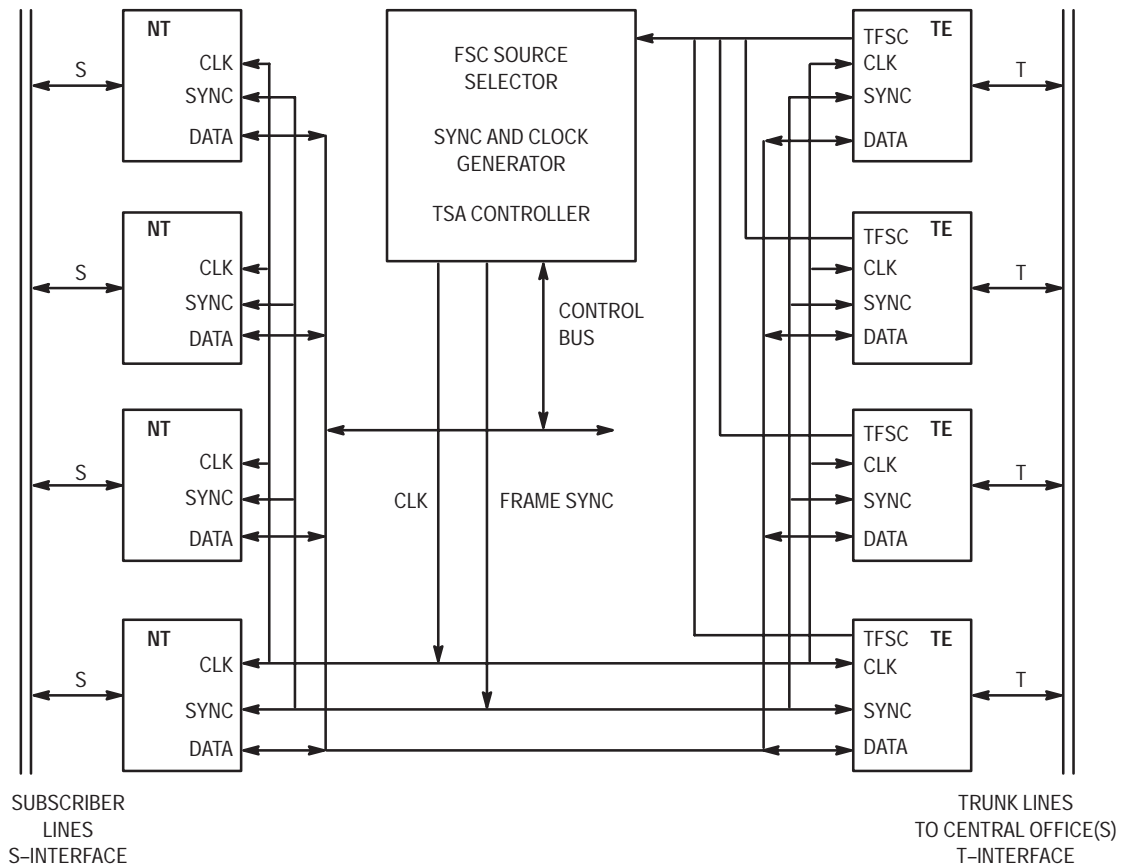 NT
CLK
SYNC
DATA
S
NT
CLK
SYNC
DATA
S
NT
CLK
SYNC
DATA
S
NT
CLK
SYNC
DATA
S
SUBSCRIBER
LINES
S–INTERFACE
FSC SOURCE
SELECTOR
SYNC AND CLOCK
GENERATOR
TSA CONTROLLER
CONTROL
BUS
CLK
FRAME SYNC
TFSC TE
CLK
SYNC
DATA
T
TFSC TE
CLK
SYNC
DATA
T
TFSC TE
CLK
SYNC
DATA
T
TFSC TE
CLK
SYNC
DATA
T
TRUNK LINES
TO CENTRAL OFFICE(S)
T–INTERFACE